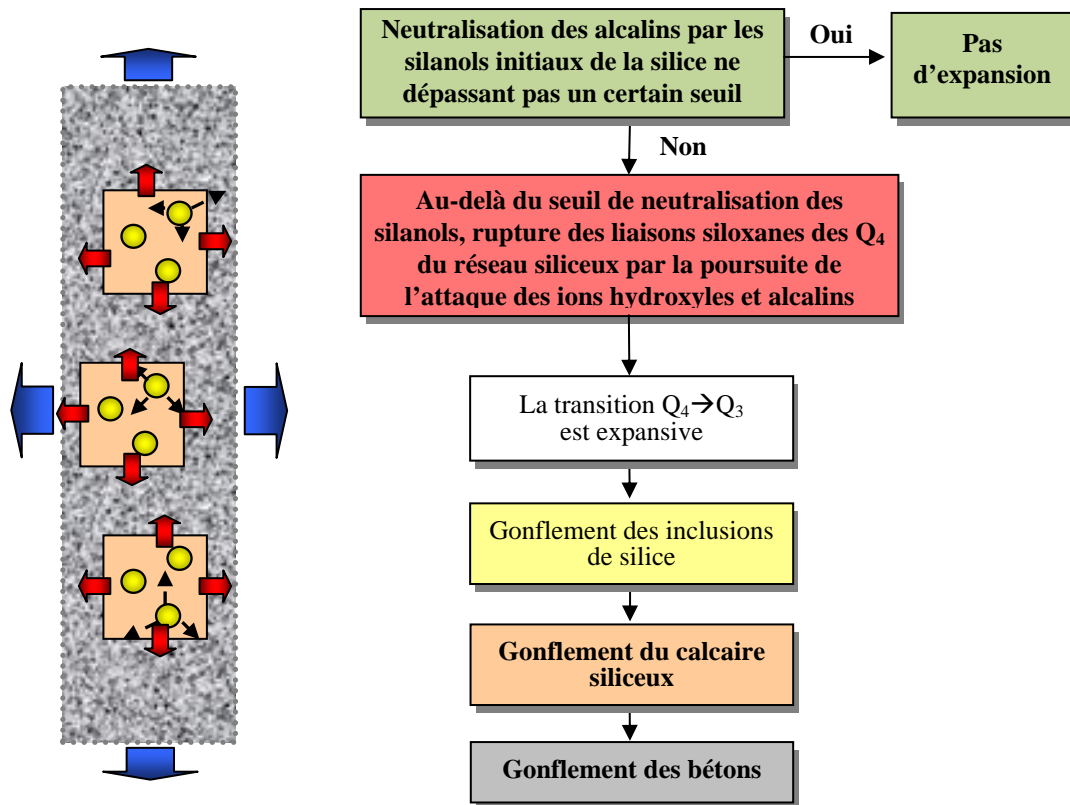 Neutralisation des alcalins par les
silanols initiaux de la silice ne
dépassant pas un certain seuil
Oui
Pas
d’expansion
Non
Au-delà du seuil de neutralisation des
silanols, rupture des liaisons siloxanes des Q₄
du réseau siliceux par la poursuite de
l’attaque des ions hydroxyles et alcalins
La transition Q₄→Q₃
est expansive
Gonflement des inclusions
de silice
Gonflement du calcaire
siliceux
Gonflement des bétons